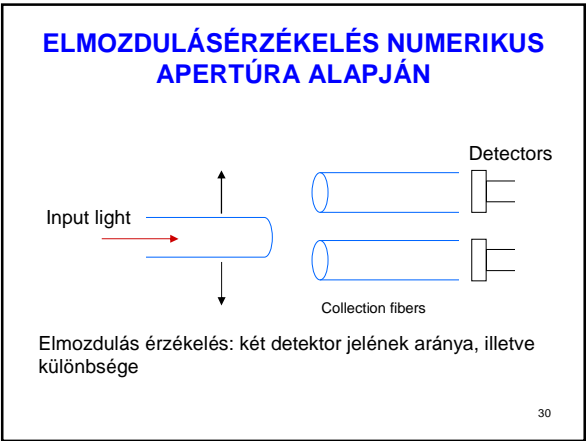 ELMOZDULÁSÉRZÉKELÉS NUMERIKUS
APERTÚRA ALAPJÁN
Detectors
Input light
Collection fibers
Elmozdulás érzékelés: két detektor jelének aránya, illetve
különbsége
30